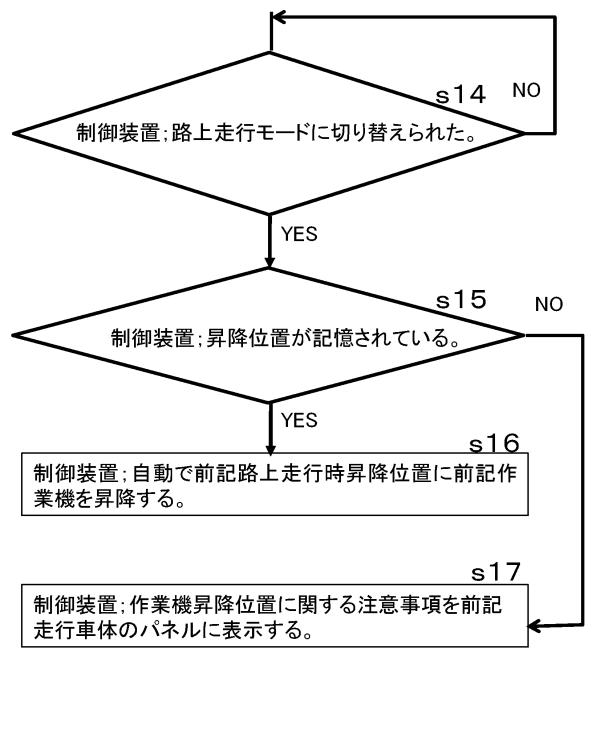 s14
NO
制御装置;路上走行モードに切り替えられた。
YES
s15
NO
制御装置;昇降位置が記憶されている。
YES
s16
制御装置;自動で前記路上走行時昇降位置に前記作
業機を昇降する。
s17
制御装置;作業機昇降位置に関する注意事項を前記
走行車体のパネルに表示する。